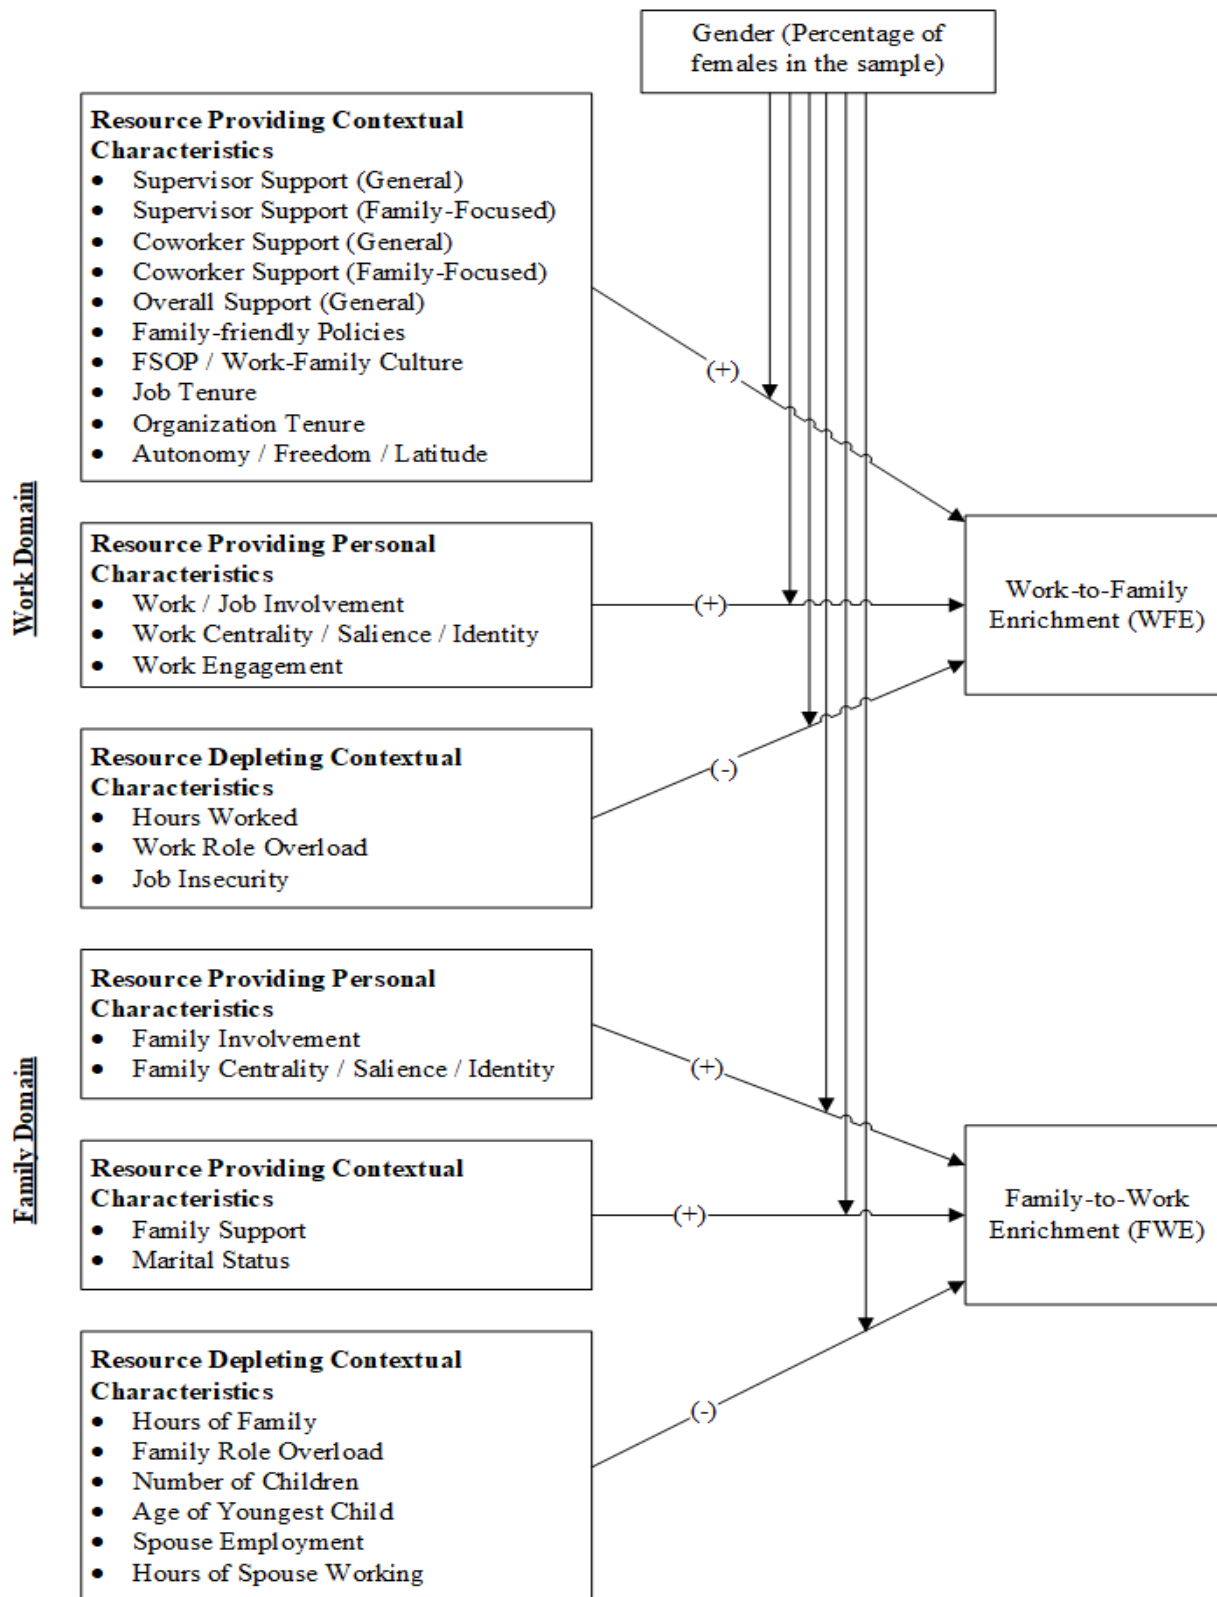 Gender (Percentage of
females in the sample)
Work Domain
Resource Providing Contextual
Characteristics
• Supervisor Support (General)
• Supervisor Support (Family-Focused)
• Coworker Support (General)
• Coworker Support (Family-Focused)
• Overall Support (General)
• Family-friendly Policies
• FSOP / Work-Family Culture
• Job Tenure
• Organization Tenure
• Autonomy / Freedom / Latitude
(+)
Resource Providing Personal
Characteristics
• Work / Job Involvement
• Work Centrality / Salience / Identity
• Work Engagement
(+)
Work-to-Family
Enrichment (WFE)
Resource Depleting Contextual
Characteristics
• Hours Worked
• Work Role Overload
• Job Insecurity
(-)
Family Domain
Resource Providing Personal
Characteristics
• Family Involvement
• Family Centrality / Salience / Identity
(+)
Resource Providing Contextual
Characteristics
• Family Support
• Marital Status
(+)
Family-to-Work
Enrichment (FWE)
Resource Depleting Contextual
Characteristics
• Hours of Family
• Family Role Overload
• Number of Children
• Age of Youngest Child
• Spouse Employment
• Hours of Spouse Working
(-)